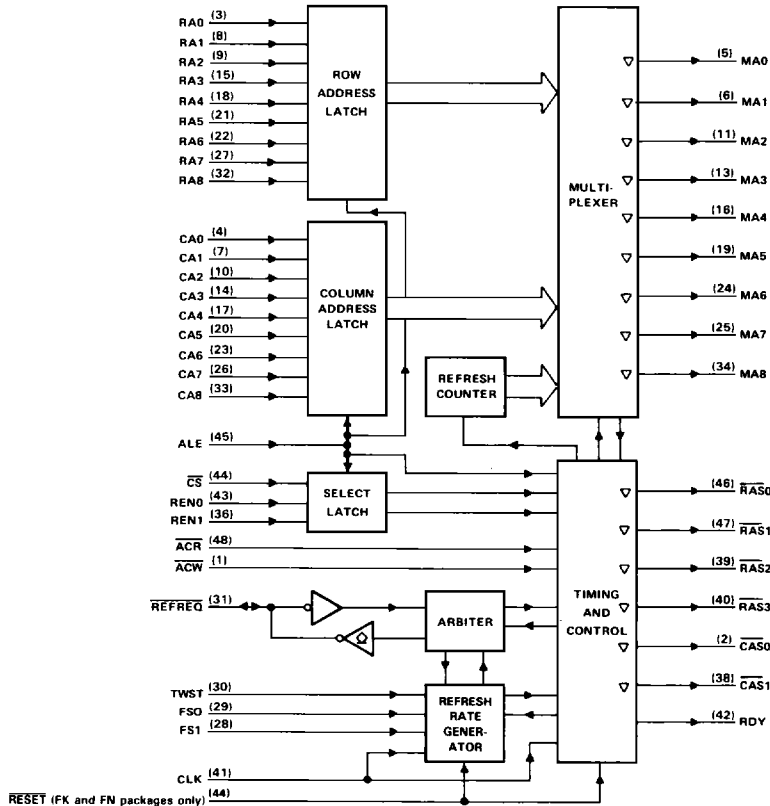 RA0 (3)
RA1 (8)
RA2 (9)
RA3 (15)
RA4 (18)
RA5 (21)
RA6 (22)
RA7 (27)
RA8 (32)
ROW
ADDRESS
LATCH
CA0 (4)
CA1 (7)
CA2 (10)
CA3 (14)
CA4 (17)
CA5 (20)
CA6 (23)
CA7 (26)
CA8 (33)
COLUMN
ADDRESS
LATCH
MULTI-
PLEXER
(5) MA0
(6) MA1
(11) MA2
(13) MA3
(16) MA4
(19) MA5
(24) MA6
(25) MA7
(34) MA8
REFRESH
COUNTER
ALE (45)
CS (44)
REN0 (43)
REN1 (36)
SELECT
LATCH
ACR (48)
ACW (1)
REFREQ (31)
ARBITER
TWST (30)
FS0 (29)
FS1 (28)
REFRESH
RATE
GENER-
ATOR
TIMING
AND
CONTROL
(46) RAS0
(47) RAS1
(39) RAS2
(40) RAS3
(2) CAS0
(38) CAS1
(42) RDY
CLK (41)
RESET (FK and FN packages only) (44)